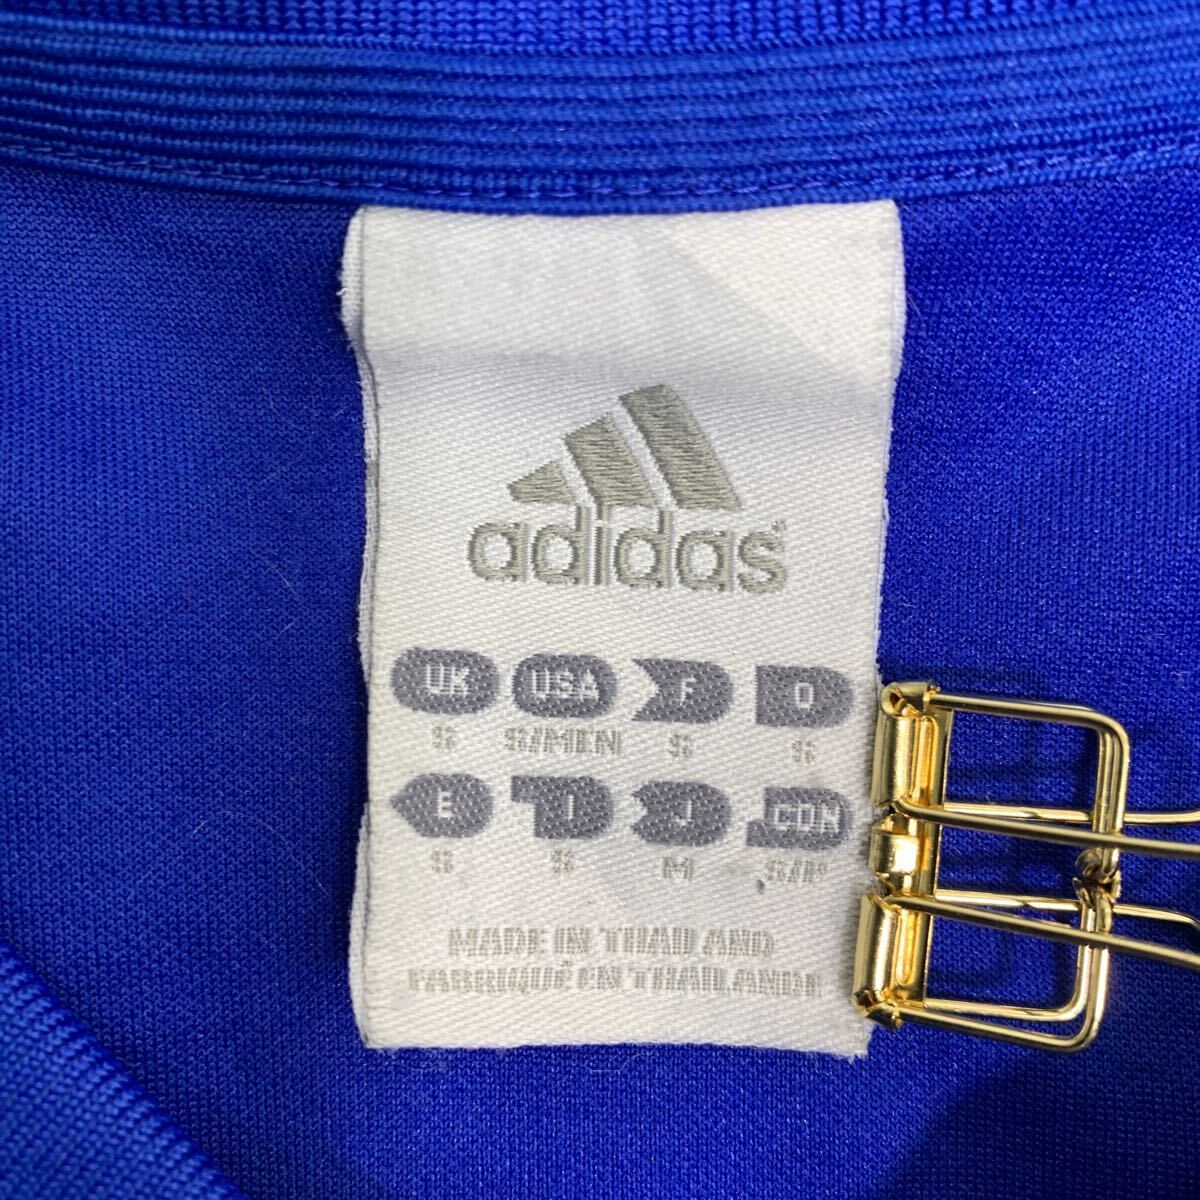 adidas®
UK USA F D
S S/MEN S S
E I J CDN
S S M S/P
MADE IN THAILAND
FABRIQUÉ EN THAILANDE